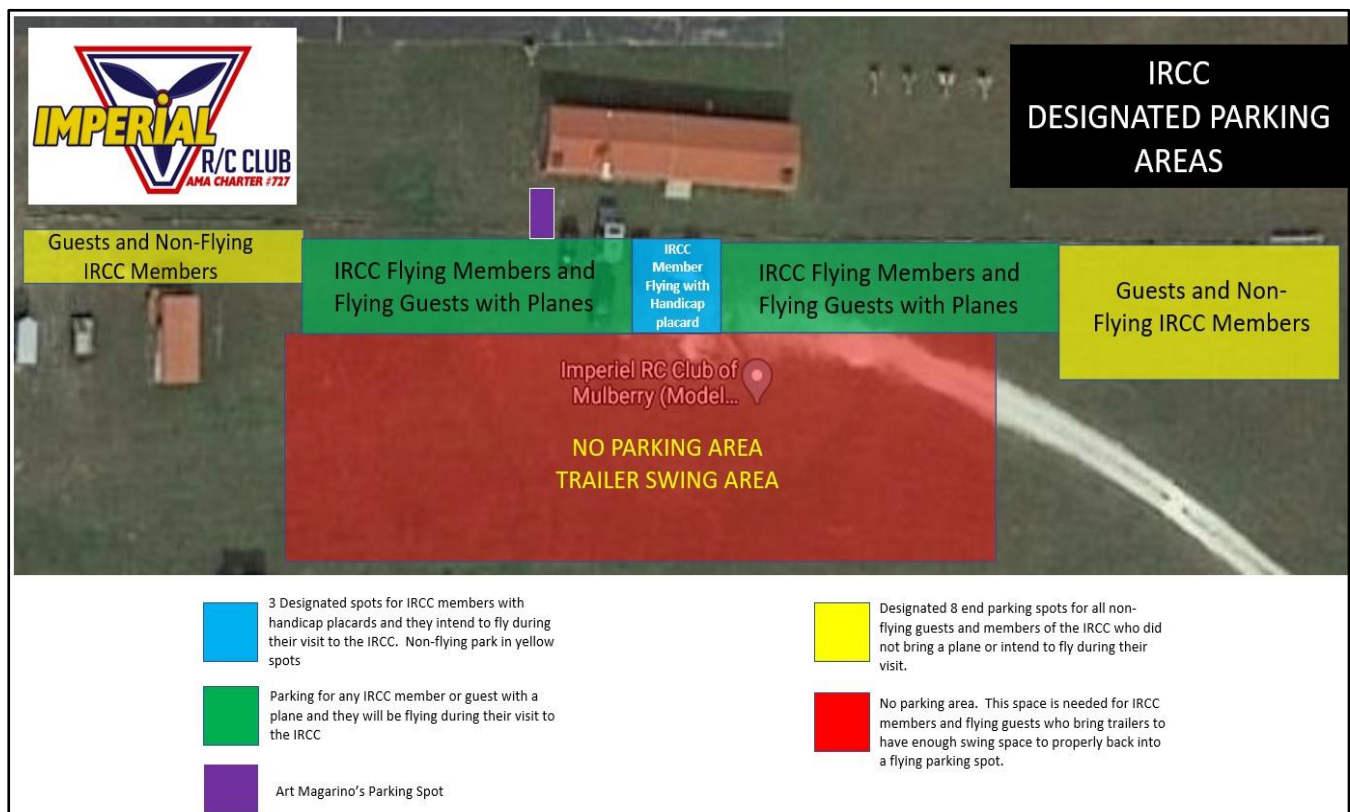 IMPERIAL
R/C CLUB
AMA CHARTER #727
IRCC
DESIGNATED PARKING
AREAS
Guests and Non-Flying
IRCC Members
IRCC Flying Members and
Flying Guests with Planes
IRCC
Member
Flying with
Handicap
placard
IRCC Flying Members and
Flying Guests with Planes
Guests and Non-
Flying IRCC Members
Imperiel RC Club of
Mulberry (Model...
NO PARKING AREA
TRAILER SWING AREA
3 Designated spots for IRCC members with
handicap placards and they intend to fly during
their visit to the IRCC. Non-flying park in yellow
spots
Parking for any IRCC member or guest with a
plane and they will be flying during their visit to
the IRCC
Art Magarino's Parking Spot
Designated 8 end parking spots for all non-
flying guests and members of the IRCC who did
not bring a plane or intend to fly during their
visit.
No parking area. This space is needed for IRCC
members and flying guests who bring trailers to
have enough swing space to properly back into
a flying parking spot.